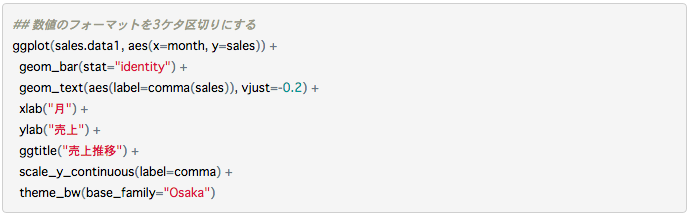 ## 数値のフォーマットを3ケタ区切りにする
ggplot(sales.data1, aes(x=month, y=sales)) +
  geom_bar(stat="identity") +
  geom_text(aes(label=comma(sales)), vjust=-0.2) +
  xlab("月") +
  ylab("売上") +
  ggtitle("売上推移") +
  scale_y_continuous(label=comma) +
  theme_bw(base_family="Osaka")